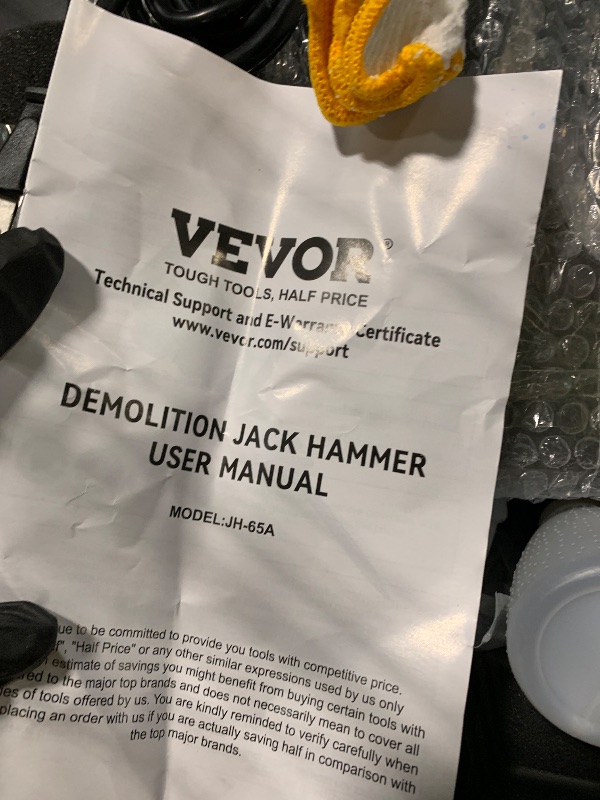 VEVOR®
TOUGH TOOLS, HALF PRICE
Technical Support and E-Warranty Certificate
www.vevor.com/support
DEMOLITION JACK HAMMER
USER MANUAL
MODEL:JH-65A
ue to be committed to provide you tools with competitive price.
f", "Half Price" or any other similar expressions used by us only
estimate of savings you might benefit from buying certain tools with
red to the major top brands and does not necessarily mean to cover all
es of tools offered by us. You are kindly reminded to verify carefully when
placing an order with us if you are actually saving half in comparison with
the top major brands.